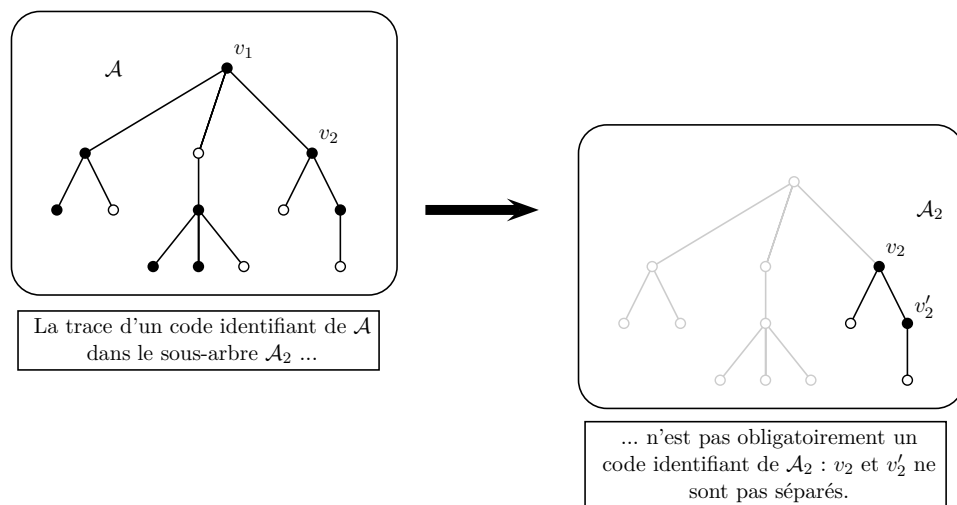 v₁
𝒜
v₂
La trace d'un code identifiant de 𝒜
dans le sous-arbre 𝒜₂ ...
𝒜₂
v₂
v′₂
... n'est pas obligatoirement un
code identifiant de 𝒜₂ : v₂ et v′₂ ne
sont pas séparés.